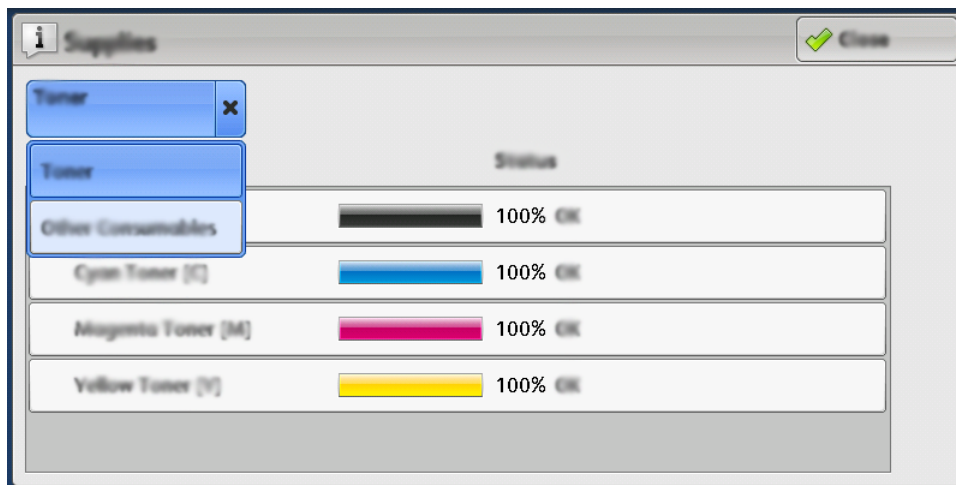 Supplies
Close
Toner
Toner
Status
Other Consumables
100% OK
Cyan Toner [C]
100% OK
Magenta Toner [M]
100% OK
Yellow Toner [Y]
100% OK